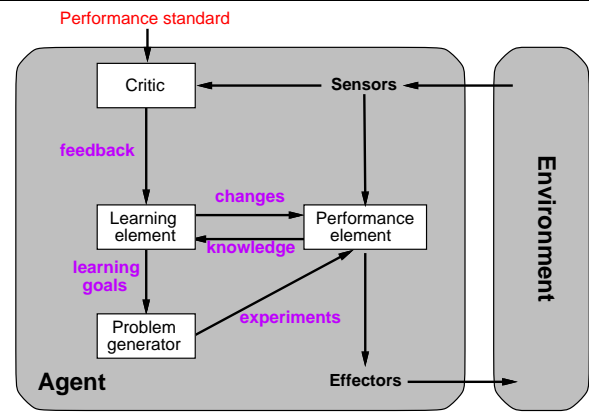 Performance standard
Critic
Sensors
feedback
changes
Learning
element
Performance
element
knowledge
learning
goals
Problem
generator
experiments
Agent
Effectors
Environment